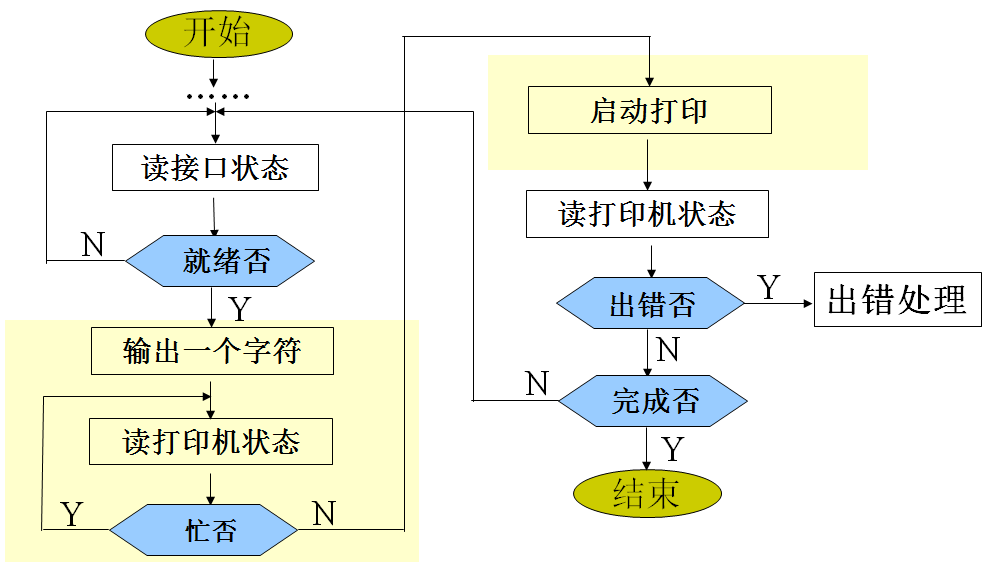 开始
……
读接口状态
N
就绪否
Y
输出一个字符
读打印机状态
Y
忙否
N
启动打印
读打印机状态
出错否
Y
出错处理
N
N
完成否
Y
结束